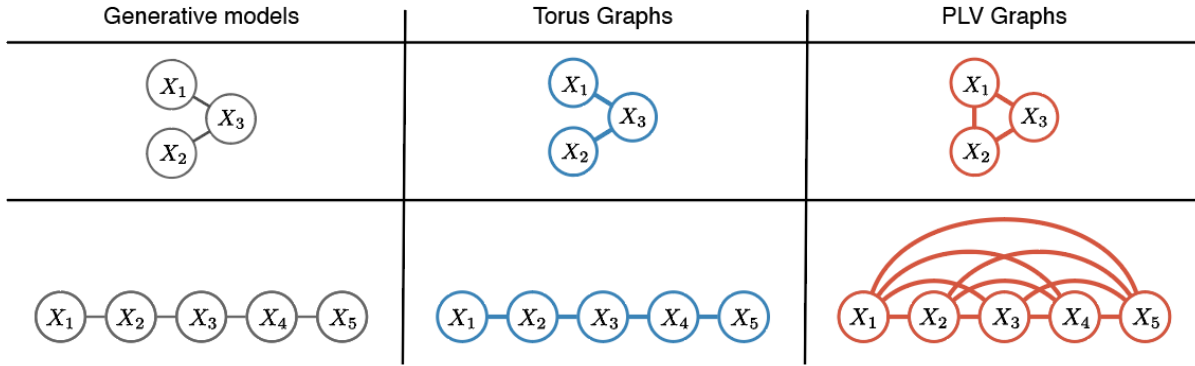 Generative models Torus Graphs PLV Graphs
X₁ X₁ X₁
X₃ X₃ X₃
X₂ X₂ X₂
X₁ X₂ X₃ X₄ X₅ X₁ X₂ X₃ X₄ X₅ X₁ X₂ X₃ X₄ X₅